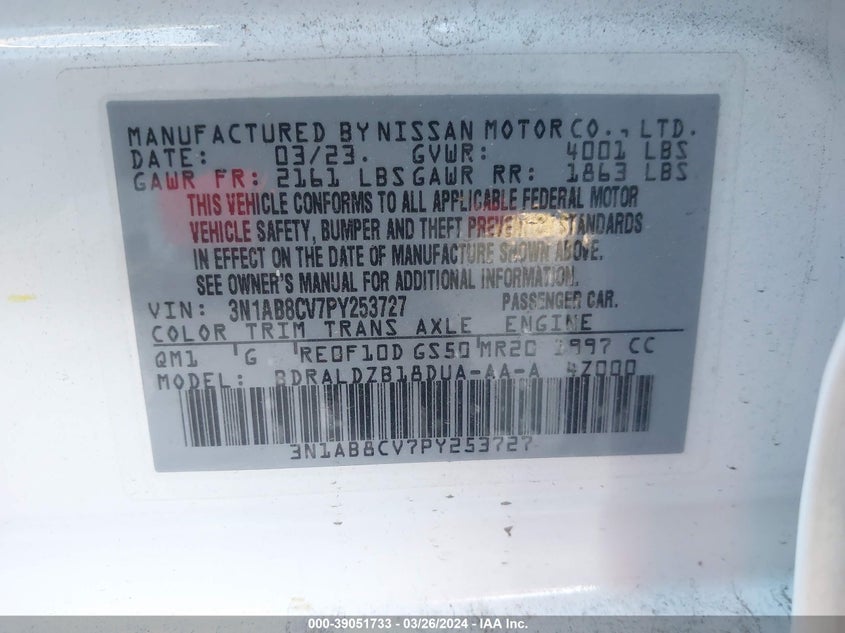 MANUFACTURED BY NISSAN MOTOR CO., LTD.
DATE: 03/23. GVWR: 4001 LBS
GAWR FR: 2161 LBS GAWR RR: 1863 LBS
THIS VEHICLE CONFORMS TO ALL APPLICABLE FEDERAL MOTOR
VEHICLE SAFETY, BUMPER AND THEFT PREVENTION STANDARDS
IN EFFECT ON THE DATE OF MANUFACTURE SHOWN ABOVE.
SEE OWNER'S MANUAL FOR ADDITIONAL INFORMATION.
VIN: 3N1AB8CV7PY253727 PASSENGER CAR.
COLOR TRIM TRANS AXLE ENGINE
QM1 'G 'RE0F10D GS50 'MR20 1997 CC
MODEL: BDRALDZB18DUA-AA-A 4Z000
3N1AB8CV7PY253727
000-39051733 - 03/26/2024 - IAA Inc.